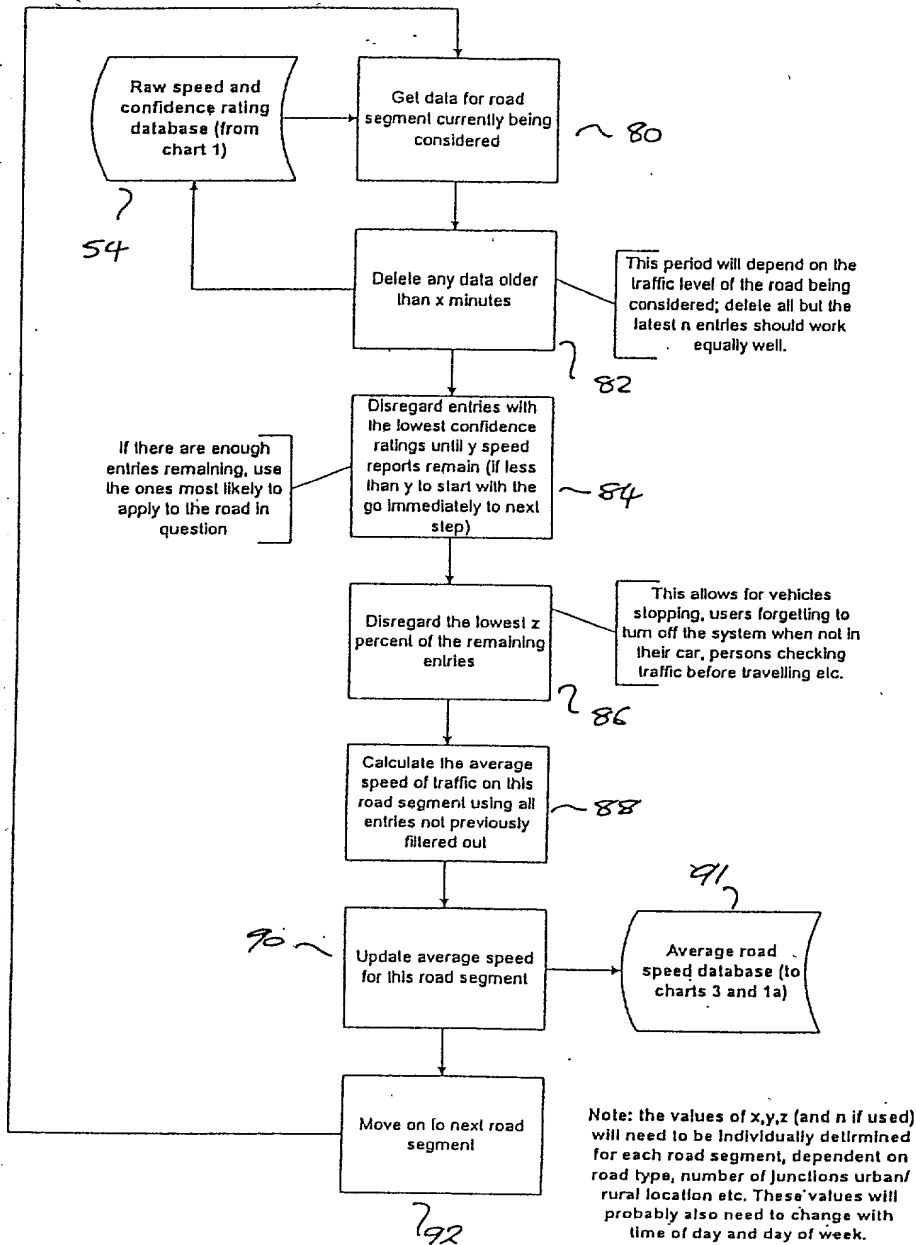 Raw speed and
confidence rating
database (from
chart 1)
54
Get data for road
segment currently being
considered
80
Delete any data older
than x minutes
82
This period will depend on the
traffic level of the road being
considered; delete all but the
latest n entries should work
equally well.
Disregard entries with
the lowest confidence
ratings until y speed
reports remain (if less
than y to start with the
go immediately to next
step)
84
If there are enough
entries remaining, use
the ones most likely to
apply to the road in
question
Disregard the lowest z
percent of the remaining
entries
86
This allows for vehicles
stopping, users forgetting to
turn off the system when not in
their car, persons checking
traffic before travelling etc.
Calculate the average
speed of traffic on this
road segment using all
entries not previously
filtered out
88
90
Update average speed
for this road segment
91
Average road
speed database (to
charts 3 and 1a)
Move on to next road
segment
92
Note: the values of x,y,z (and n if used)
will need to be individually detirmned
for each road segment, dependent on
road type, number of junctions urban/
rural location etc. These values will
probably also need to change with
time of day and day of week.